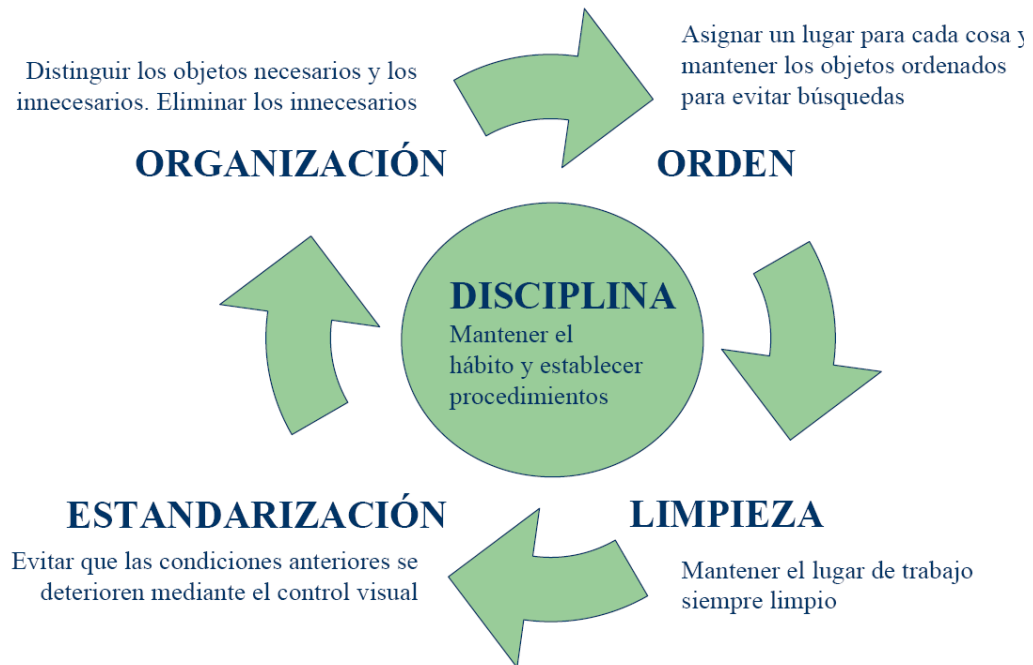 Distinguir los objetos necesarios y los
innecesarios. Eliminar los innecesarios
ORGANIZACIÓN
Asignar un lugar para cada cosa y
mantener los objetos ordenados
para evitar búsquedas
ORDEN
DISCIPLINA
Mantener el
hábito y establecer
procedimientos
ESTANDARIZACIÓN
Evitar que las condiciones anteriores se
deterioren mediante el control visual
LIMPIEZA
Mantener el lugar de trabajo
siempre limpio